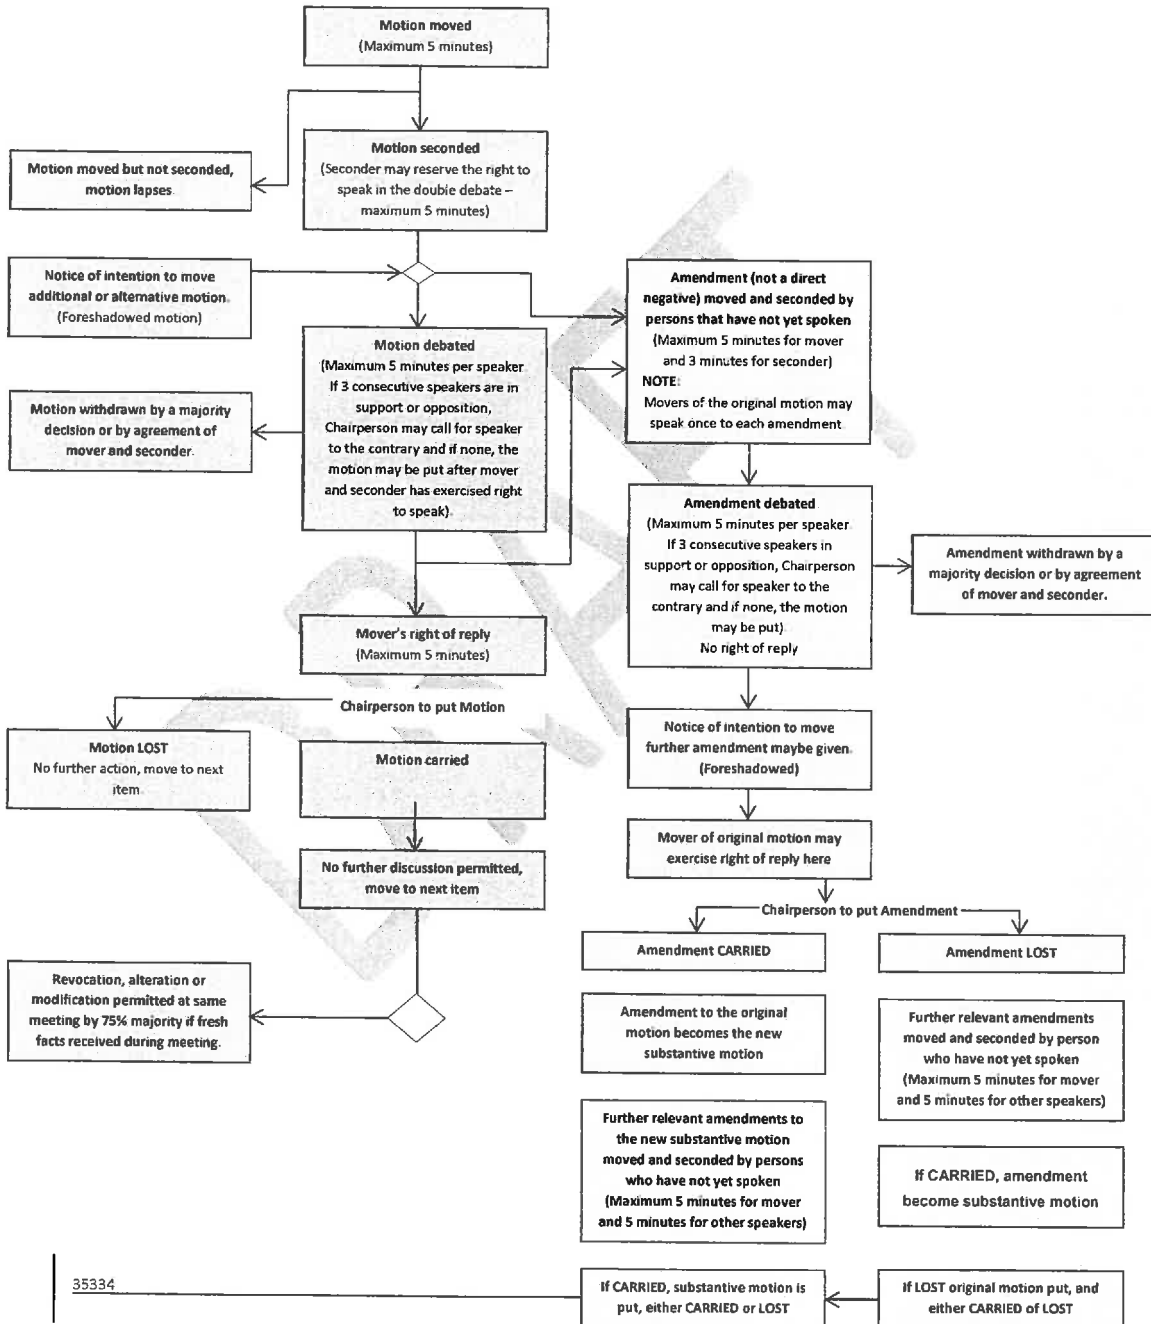 Motion moved
(Maximum 5 minutes)
Motion seconded
(Seconder may reserve the right to
speak in the double debate –
maximum 5 minutes)
Motion moved but not seconded,
motion lapses.
Notice of intention to move
additional or alternative motion.
(Foreshadowed motion)
Amendment (not a direct
negative) moved and seconded by
persons that have not yet spoken
(Maximum 5 minutes for mover
and 3 minutes for seconder)
NOTE:
Movers of the original motion may
speak once to each amendment
Motion debated
(Maximum 5 minutes per speaker.
If 3 consecutive speakers are in
support or opposition,
Chairperson may call for speaker
to the contrary and if none, the
motion may be put after mover
and seconder has exercised right
to speak).
Motion withdrawn by a majority
decision or by agreement of
mover and seconder.
Amendment debated
(Maximum 5 minutes per speaker.
If 3 consecutive speakers in
support or opposition, Chairperson
may call for speaker to the
contrary and if none, the motion
may be put).
No right of reply
Amendment withdrawn by a
majority decision or by agreement
of mover and seconder.
Mover's right of reply
(Maximum 5 minutes)
Chairperson to put Motion
Motion LOST
No further action, move to next
item.
Motion carried
Notice of intention to move
further amendment maybe given.
(Foreshadowed)
No further discussion permitted,
move to next item
Mover of original motion may
exercise right of reply here
Chairperson to put Amendment
Amendment CARRIED
Amendment LOST
Revocation, alteration or
modification permitted at same
meeting by 75% majority if fresh
facts received during meeting.
Amendment to the original
motion becomes the new
substantive motion
Further relevant amendments
moved and seconded by person
who have not yet spoken
(Maximum 5 minutes for mover
and 5 minutes for other speakers)
Further relevant amendments to
the new substantive motion
moved and seconded by persons
who have not yet spoken
(Maximum 5 minutes for mover
and 5 minutes for other speakers)
If CARRIED, amendment
become substantive motion
35334
If CARRIED, substantive motion is
put, either CARRIED or LOST
If LOST original motion put, and
either CARRIED of LOST
DRAFT